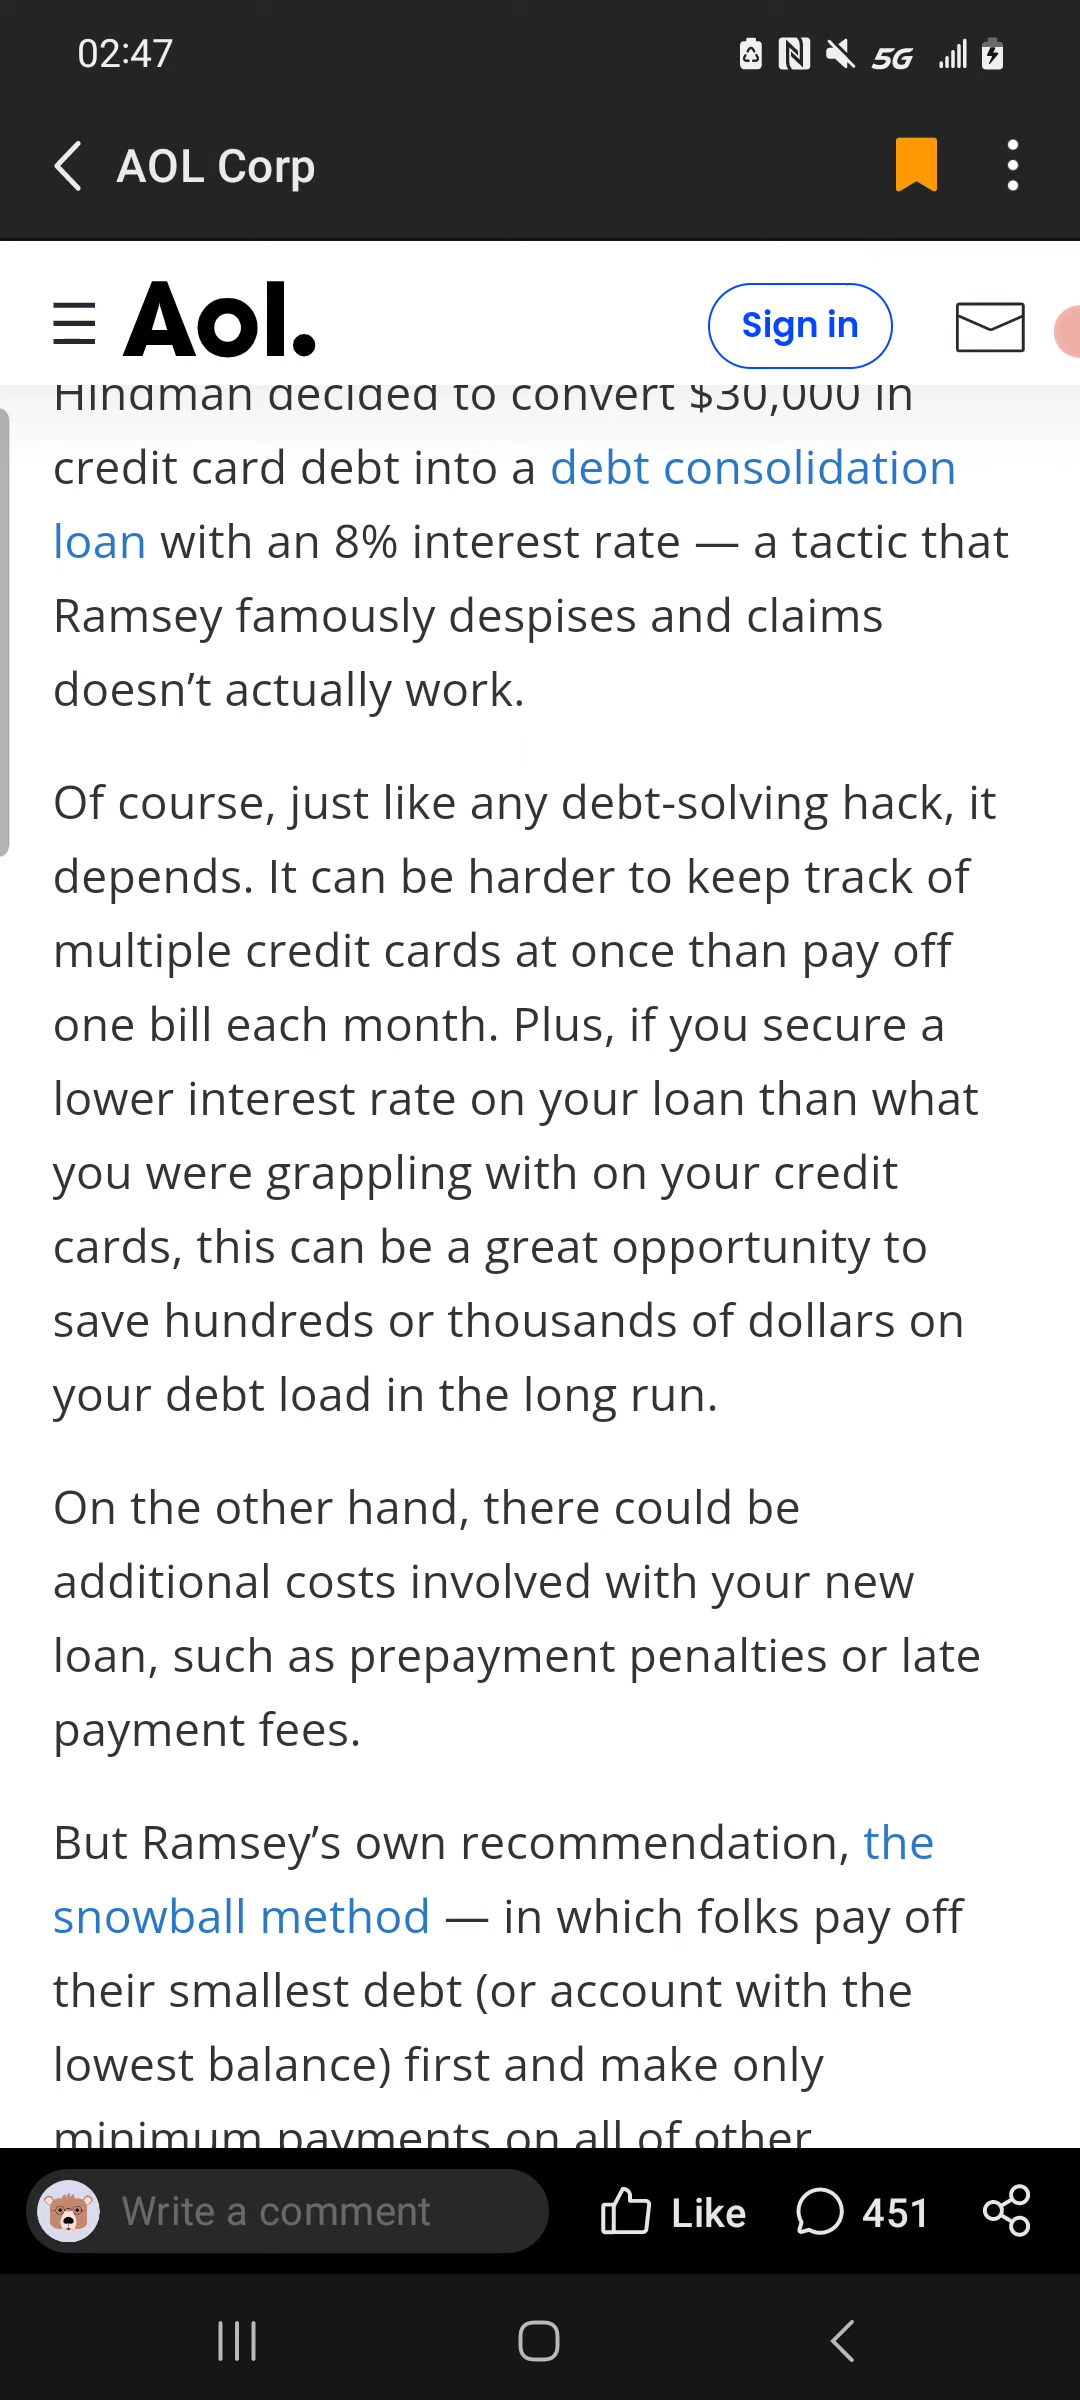 02:47
5G
AOL Corp
Aol.
Sign in
Hindman decided to convert $30,000 in
credit card debt into a debt consolidation
loan with an 8% interest rate — a tactic that
Ramsey famously despises and claims
doesn’t actually work.
Of course, just like any debt-solving hack, it
depends. It can be harder to keep track of
multiple credit cards at once than pay off
one bill each month. Plus, if you secure a
lower interest rate on your loan than what
you were grappling with on your credit
cards, this can be a great opportunity to
save hundreds or thousands of dollars on
your debt load in the long run.
On the other hand, there could be
additional costs involved with your new
loan, such as prepayment penalties or late
payment fees.
But Ramsey’s own recommendation, the
snowball method — in which folks pay off
their smallest debt (or account with the
lowest balance) first and make only
minimum payments on all of other
Write a comment
Like
451